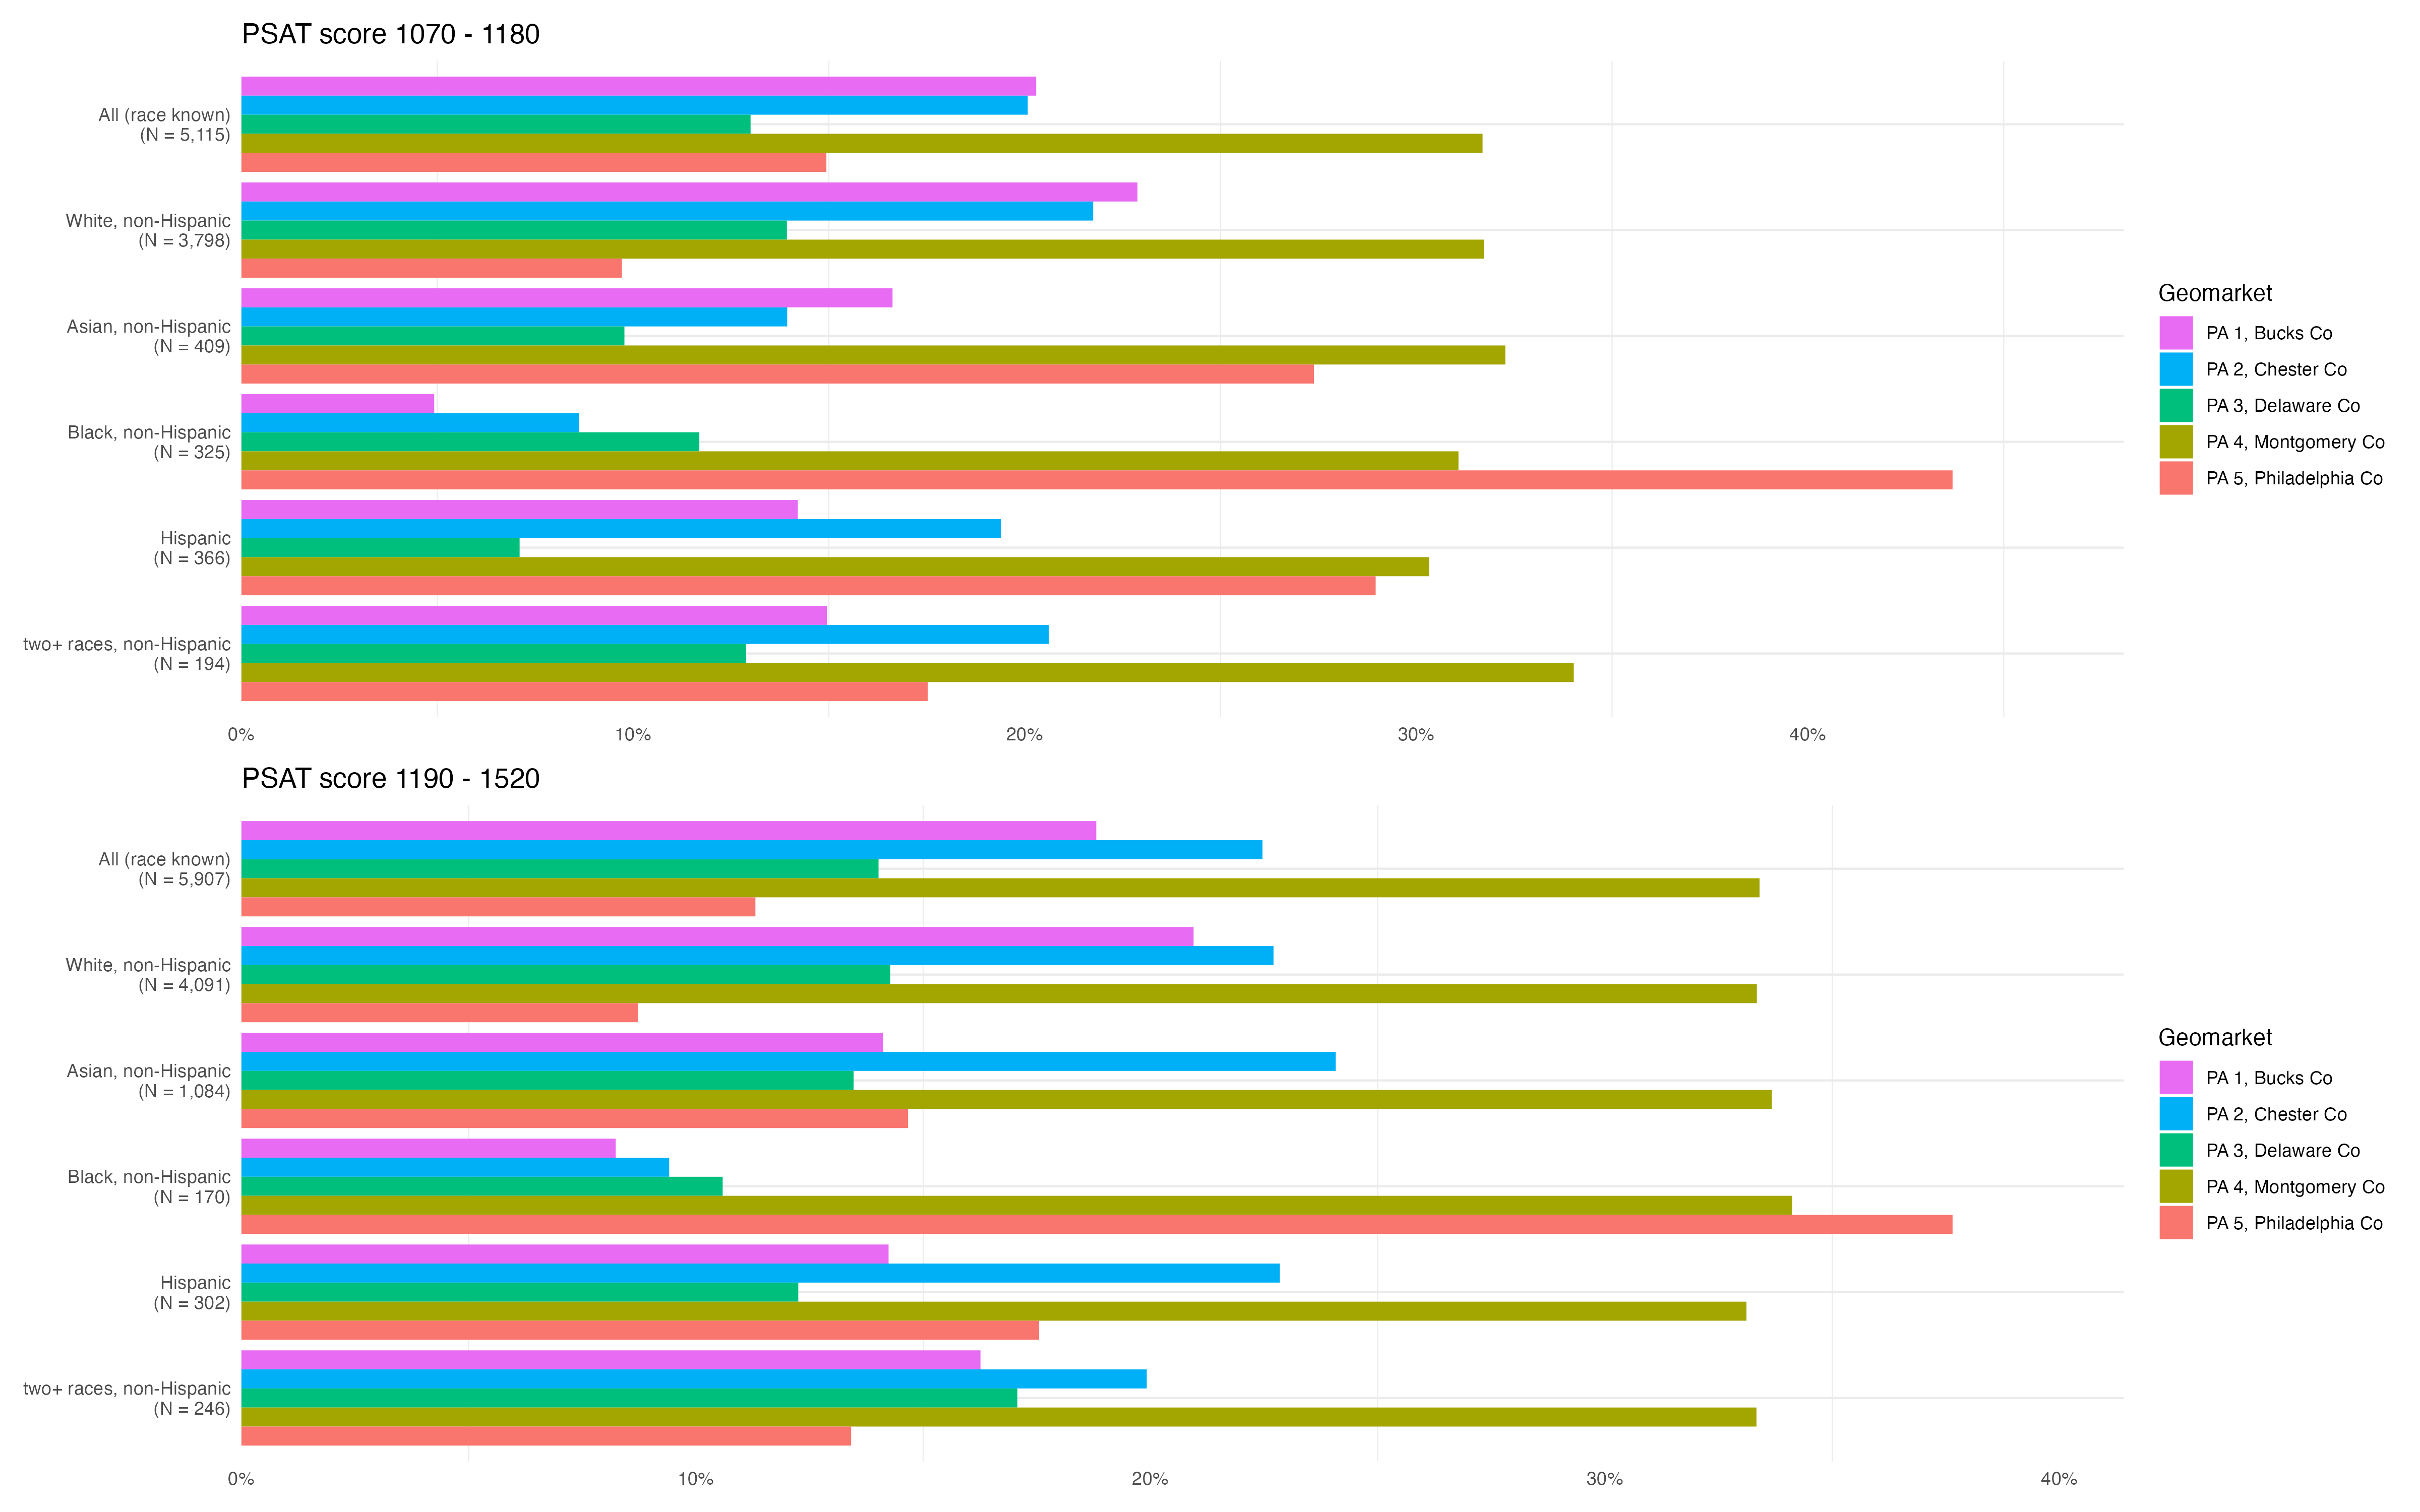 PSAT score 1070 - 1180
All (race known)
(N = 5,115)
White, non-Hispanic
(N = 3,798)
Asian, non-Hispanic
(N = 409)
Black, non-Hispanic
(N = 325)
Hispanic
(N = 366)
two+ races, non-Hispanic
(N = 194)
0% 10% 20% 30% 40%
Geomarket
PA 1, Bucks Co
PA 2, Chester Co
PA 3, Delaware Co
PA 4, Montgomery Co
PA 5, Philadelphia Co
PSAT score 1190 - 1520
All (race known)
(N = 5,907)
White, non-Hispanic
(N = 4,091)
Asian, non-Hispanic
(N = 1,084)
Black, non-Hispanic
(N = 170)
Hispanic
(N = 302)
two+ races, non-Hispanic
(N = 246)
0% 10% 20% 30% 40%
Geomarket
PA 1, Bucks Co
PA 2, Chester Co
PA 3, Delaware Co
PA 4, Montgomery Co
PA 5, Philadelphia Co